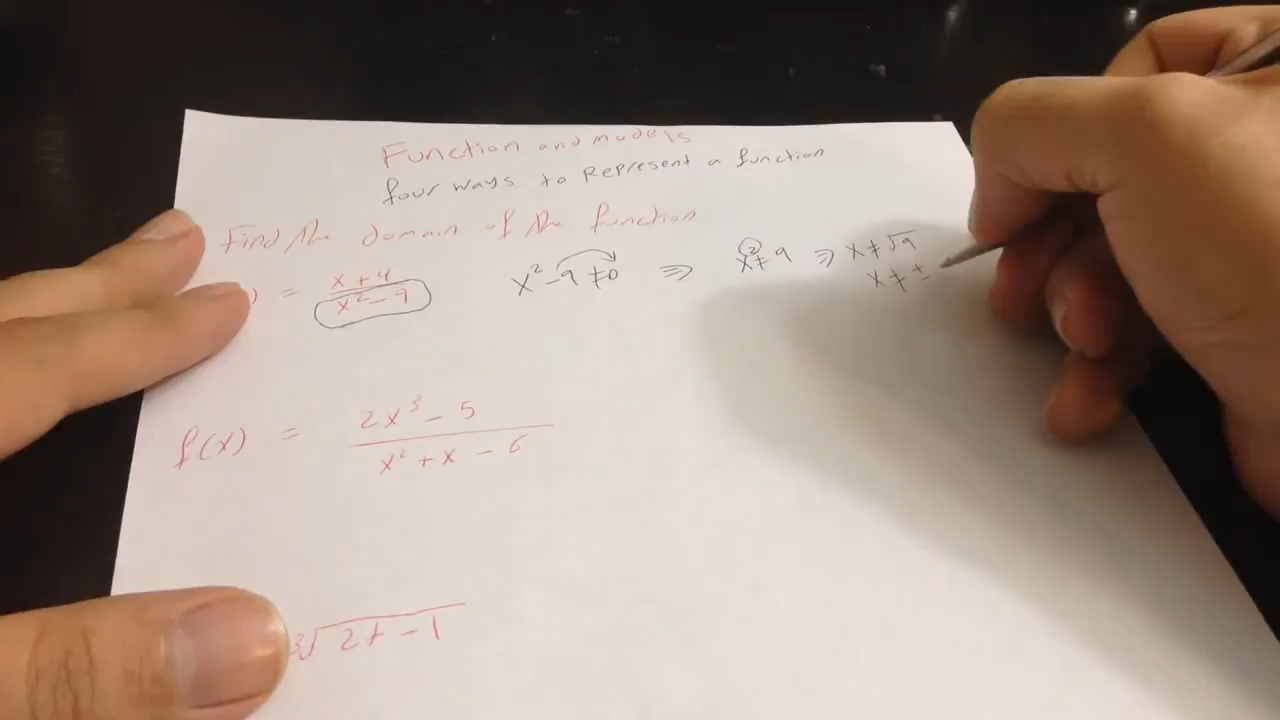 Function and models
four ways to Represent a function
Find the domain of the function
) = x + 4 / x² - 9
x² - 9 ≠ 0 ⇒ x² ≠ 9 ⇒ x ≠ √9
x ≠ ±
f(x) = 2x³ - 5 / x² + x - 6
³√2t - 1